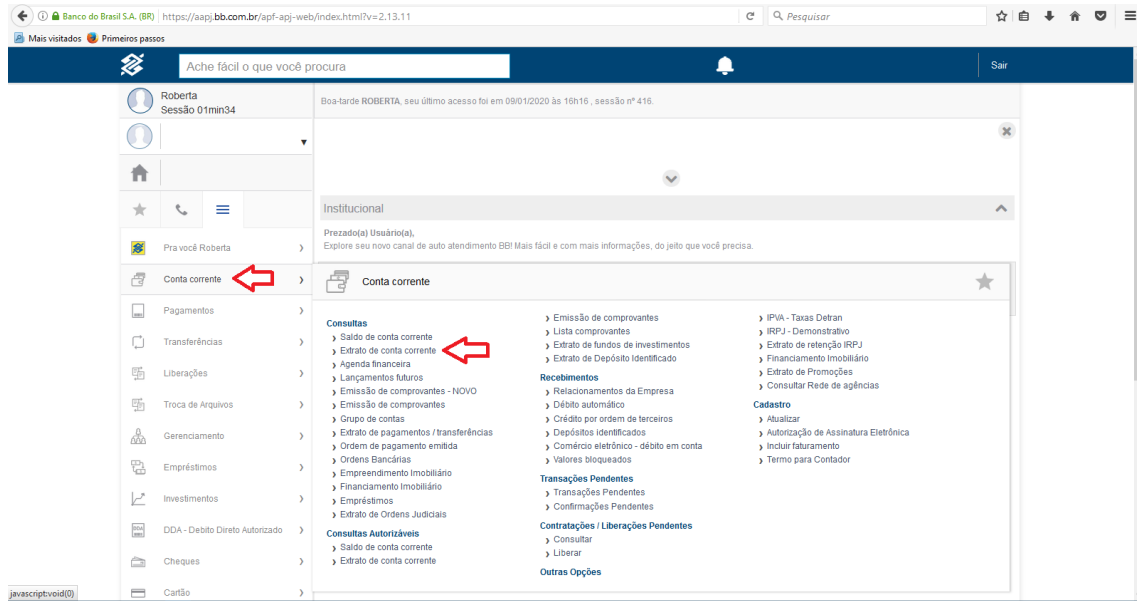 Banco do Brasil S.A. (BR) https://aapj.bb.com.br/apf-apj-web/index.html?v=2.13.11
Pesquisar
Mais visitados Primeiros passos
Ache fácil o que você procura
Sair
Roberta
Sessão 01min34
Boa-tarde ROBERTA, seu último acesso foi em 09/01/2020 às 16h16 , sessão nº 416.
Institucional
Prezado(a) Usuário(a),
Explore seu novo canal de auto atendimento BB! Mais fácil e com mais informações, do jeito que você precisa.
Pra você Roberta
Conta corrente
Pagamentos
Transferências
Liberações
Troca de Arquivos
Gerenciamento
Empréstimos
Investimentos
DDA - Debito Direto Autorizado
Cheques
Cartão
Conta corrente
Consultas
Saldo de conta corrente
Extrato de conta corrente
Agenda financeira
Lançamentos futuros
Emissão de comprovantes - NOVO
Emissão de comprovantes
Grupo de contas
Extrato de pagamentos / transferências
Ordem de pagamento emitida
Ordens Bancárias
Empreendimento Imobiliário
Financiamento Imobiliário
Empréstimos
Extrato de Ordens Judiciais
Consultas Autorizáveis
Saldo de conta corrente
Extrato de conta corrente
Emissão de comprovantes
Lista comprovantes
Extrato de fundos de investimentos
Extrato de Depósito Identificado
Recebimentos
Relacionamentos da Empresa
Débito automático
Crédito por ordem de terceiros
Depósitos identificados
Comércio eletrônico - débito em conta
Valores bloqueados
Transações Pendentes
Transações Pendentes
Confirmações Pendentes
Contratações / Liberações Pendentes
Consultar
Liberar
Outras Opções
IPVA - Taxas Detran
IRPJ - Demonstrativo
Extrato de retenção IRPJ
Financiamento Imobiliário
Extrato de Promoções
Consultar Rede de agências
Cadastro
Atualizar
Autorização de Assinatura Eletrônica
Incluir faturamento
Termo para Contador
javascript:void(0)